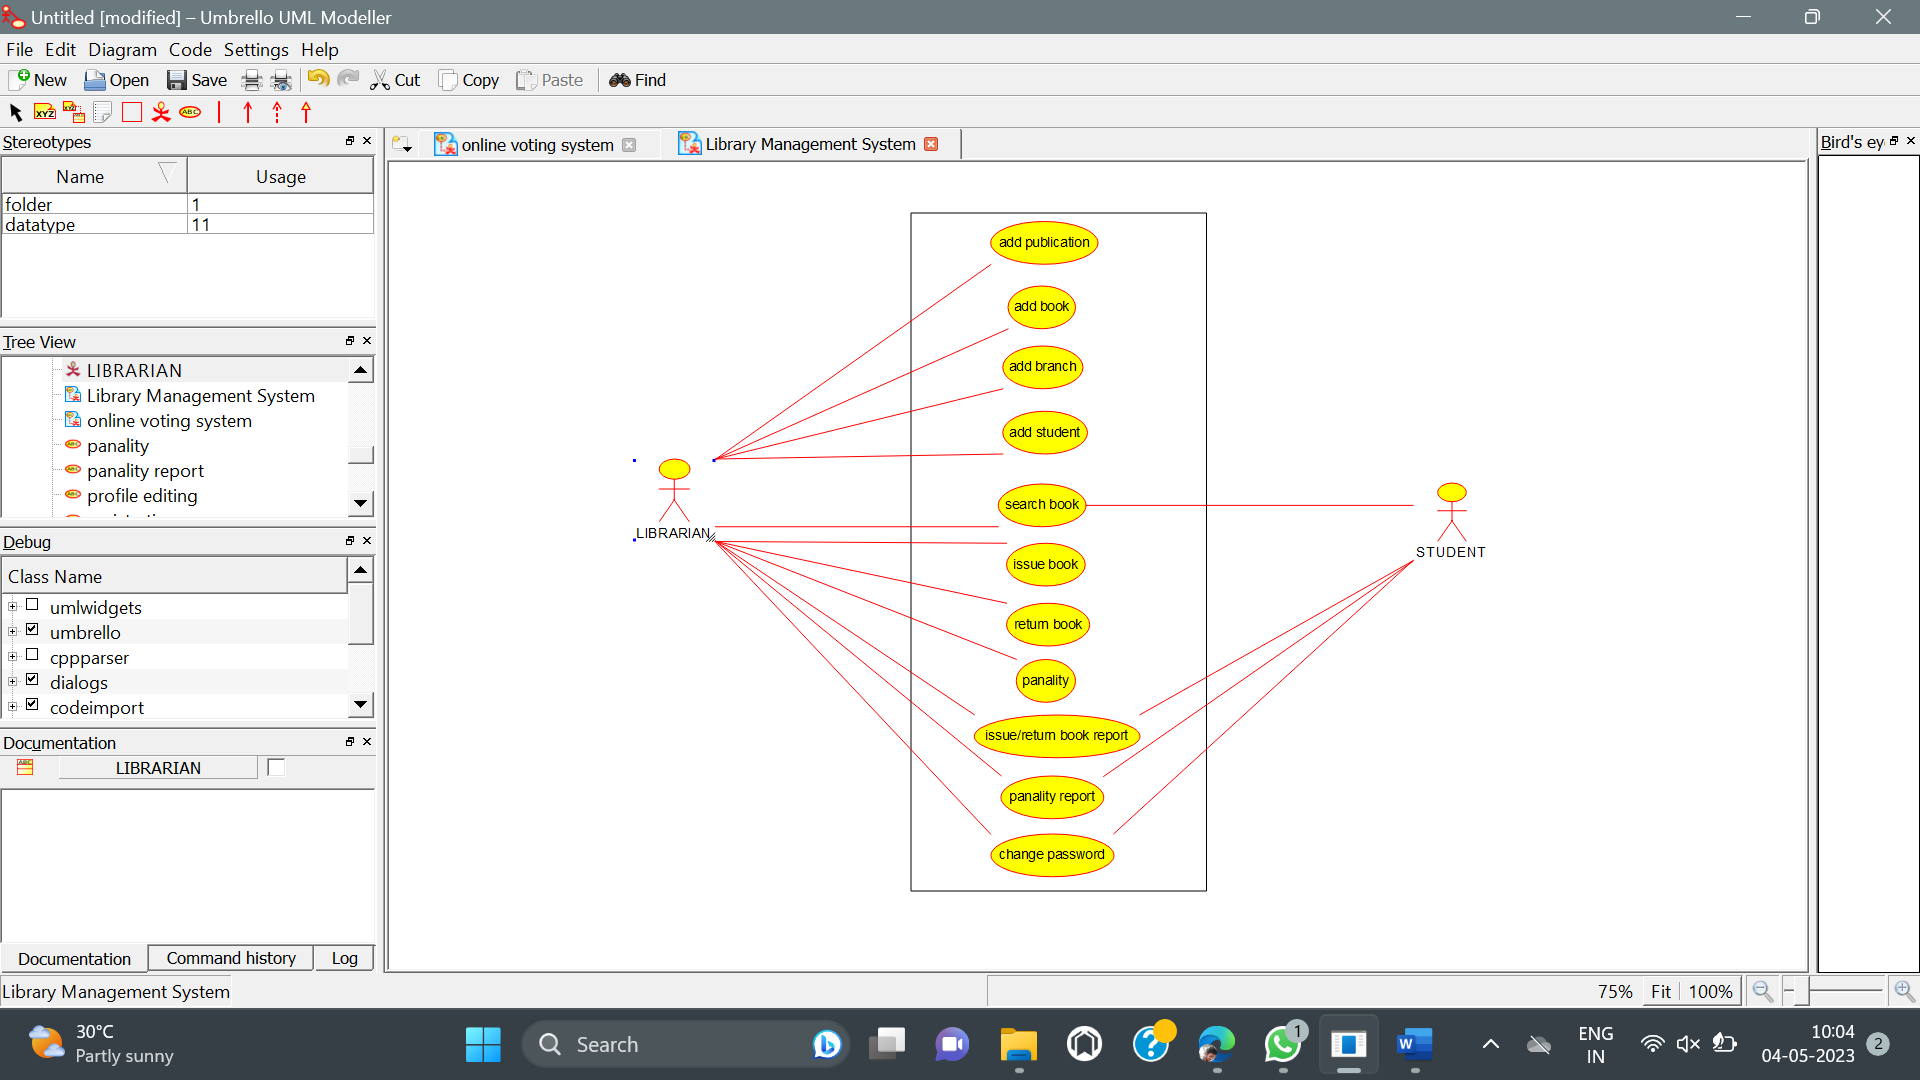 Untitled [modified] – Umbrello UML Modeller
File Edit Diagram Code Settings Help
New Open Save Cut Copy Paste Find
XYZ XYZ ABC
Stereotypes
Name Usage
folder 1
datatype 11
Tree View
LIBRARIAN
Library Management System
online voting system
panality
panality report
profile editing
Debug
Class Name
umlwidgets
umbrello
cppparser
dialogs
codeimport
Documentation
LIBRARIAN
Documentation Command history Log
Library Management System
online voting system Library Management System
add publication
add book
add branch
add student
search book
issue book
return book
panality
issue/return book report
panality report
change password
LIBRARIAN
STUDENT
Bird's ey
75% Fit 100%
30°C
Partly sunny
Search
1
W
ENG
IN
10:04
04-05-2023
2